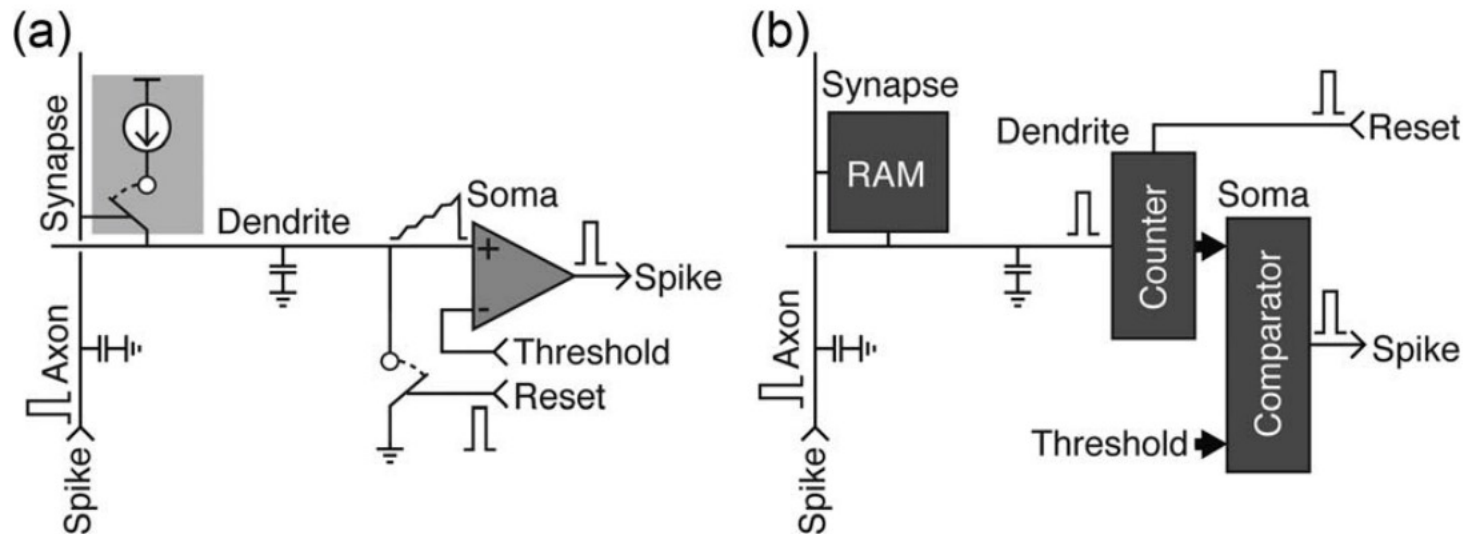 (a)
Synapse
Dendrite
Soma
+
-
Spike
Threshold
Reset
Axon
Spike
(b)
Synapse
RAM
Dendrite
Counter
Reset
Soma
Comparator
Spike
Threshold
Axon
Spike